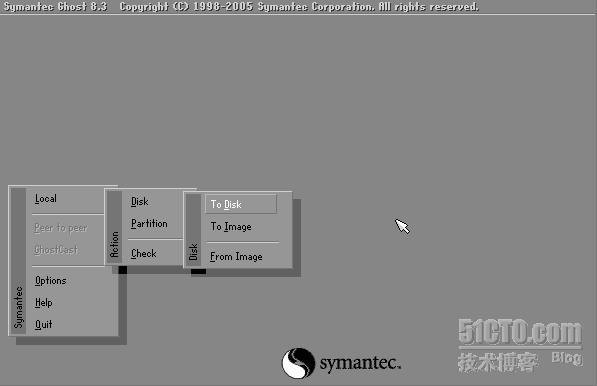 Symantec Ghost 8.3 Copyright (C) 1998-2005 Symantec Corporation. All rights reserved.
Local
Peer to peer
GhostCast
Options
Help
Quit
Symantec
Disk
Partition
Check
Action
To Disk
To Image
From Image
Disk
symantec.
51CTO.com
技术博客 Blog